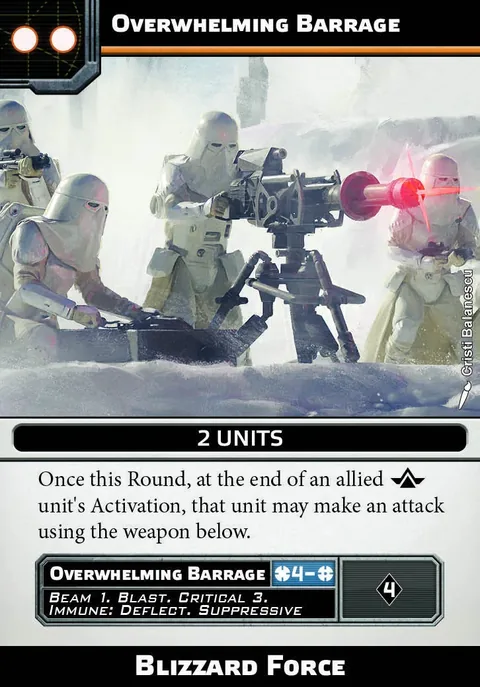 OVERWHELMING BARRAGE
Cristi Balanescu
2 UNITS
Once this Round, at the end of an allied
unit's Activation, that unit may make an attack
using the weapon below.
OVERWHELMING BARRAGE 4-
4
BEAM 1. BLAST. CRITICAL 3.
IMMUNE: DEFLECT. SUPPRESSIVE
BLIZZARD FORCE